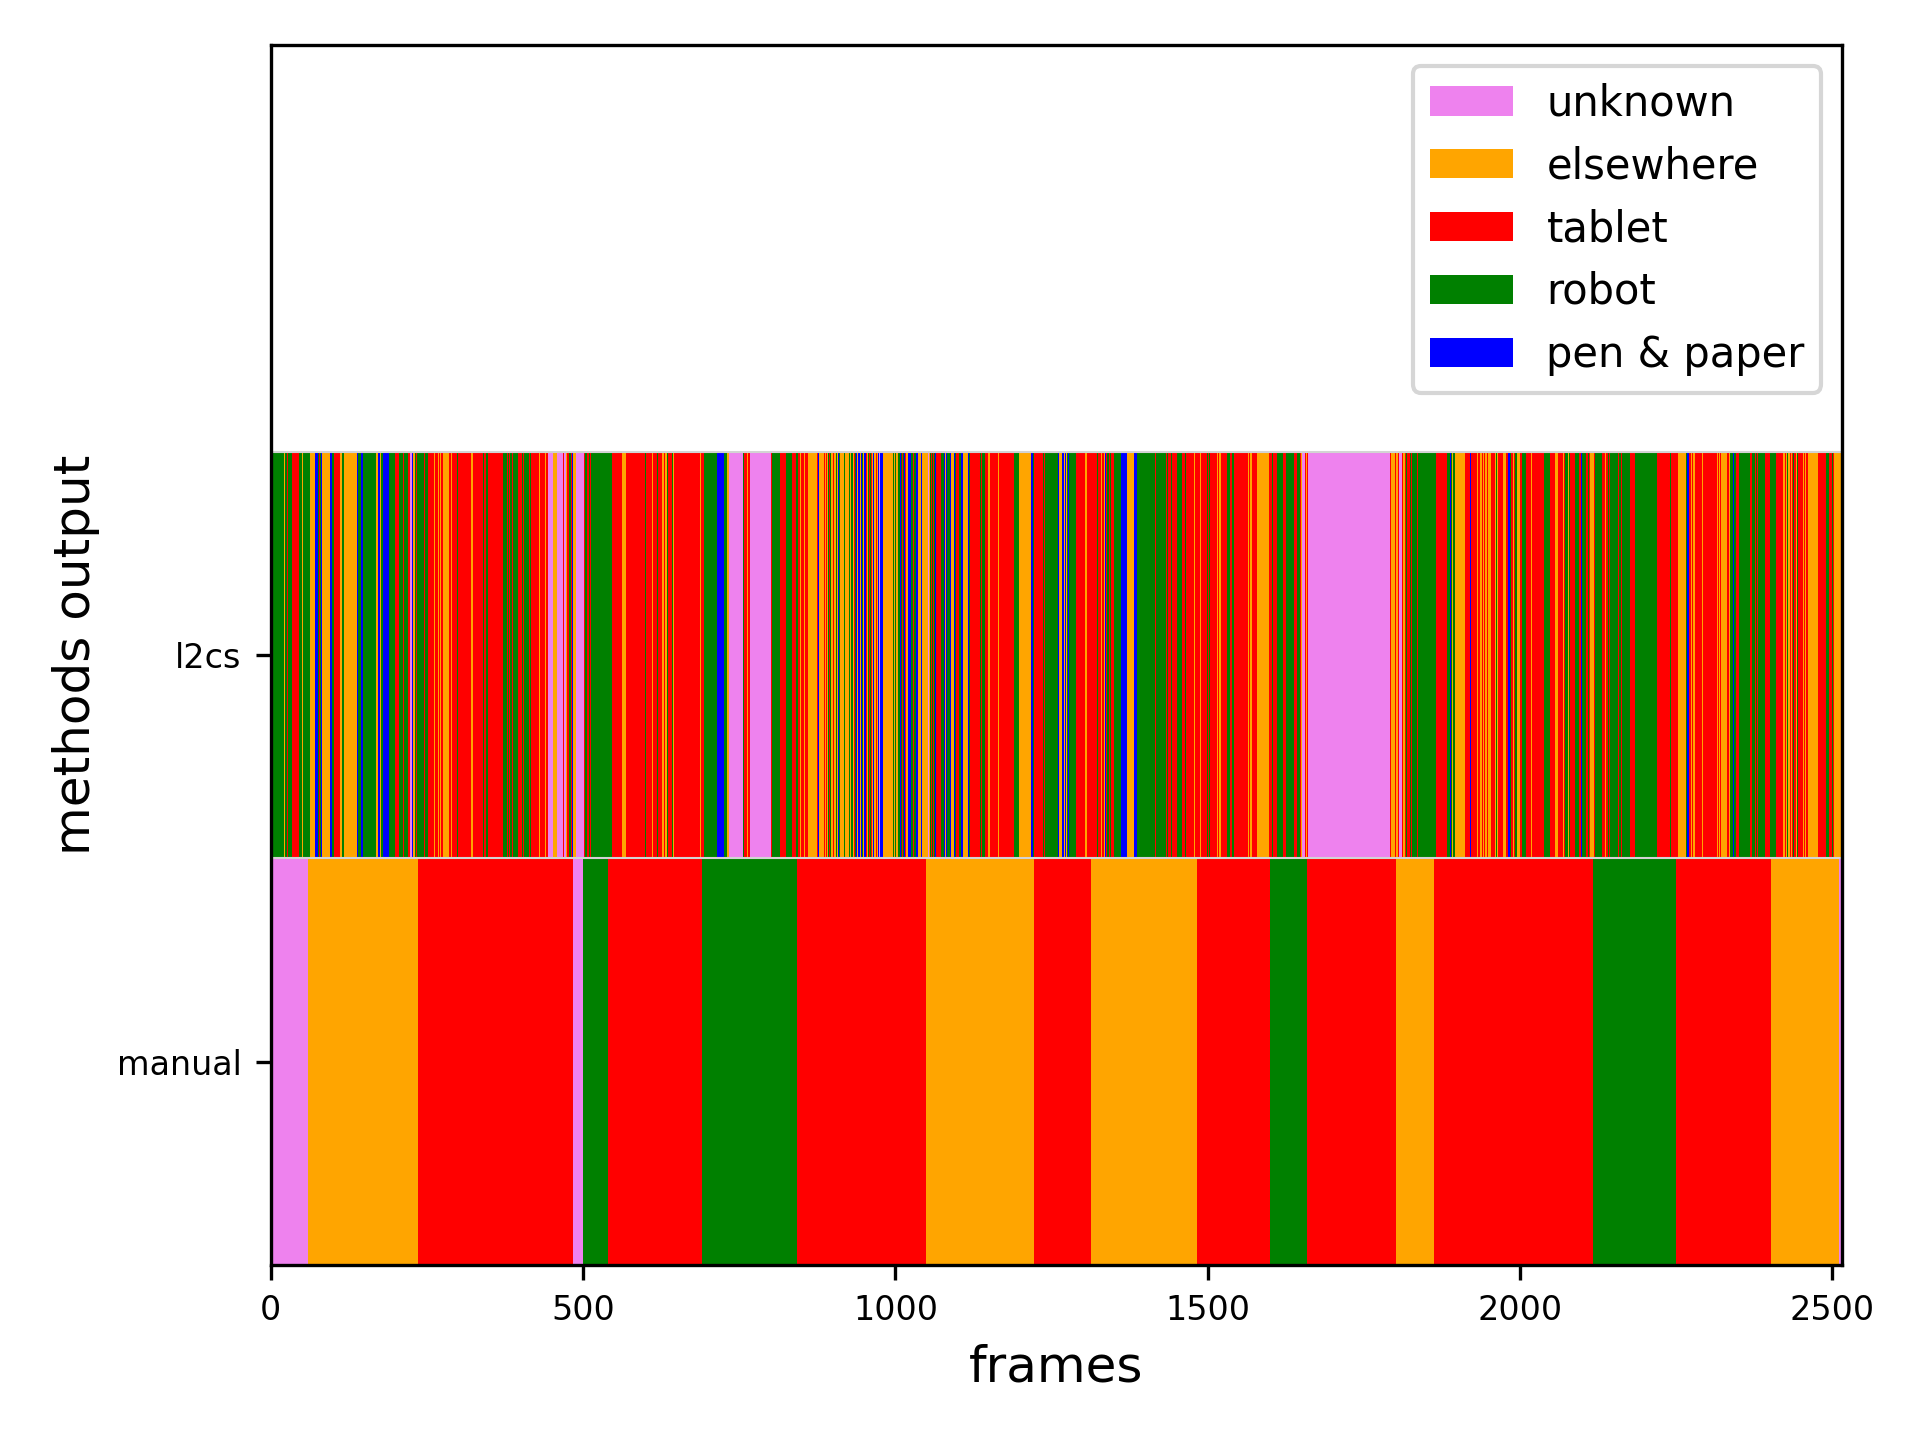 unknown
elsewhere
tablet
robot
pen & paper
methods output
l2cs
manual
0 500 1000 1500 2000 2500
frames